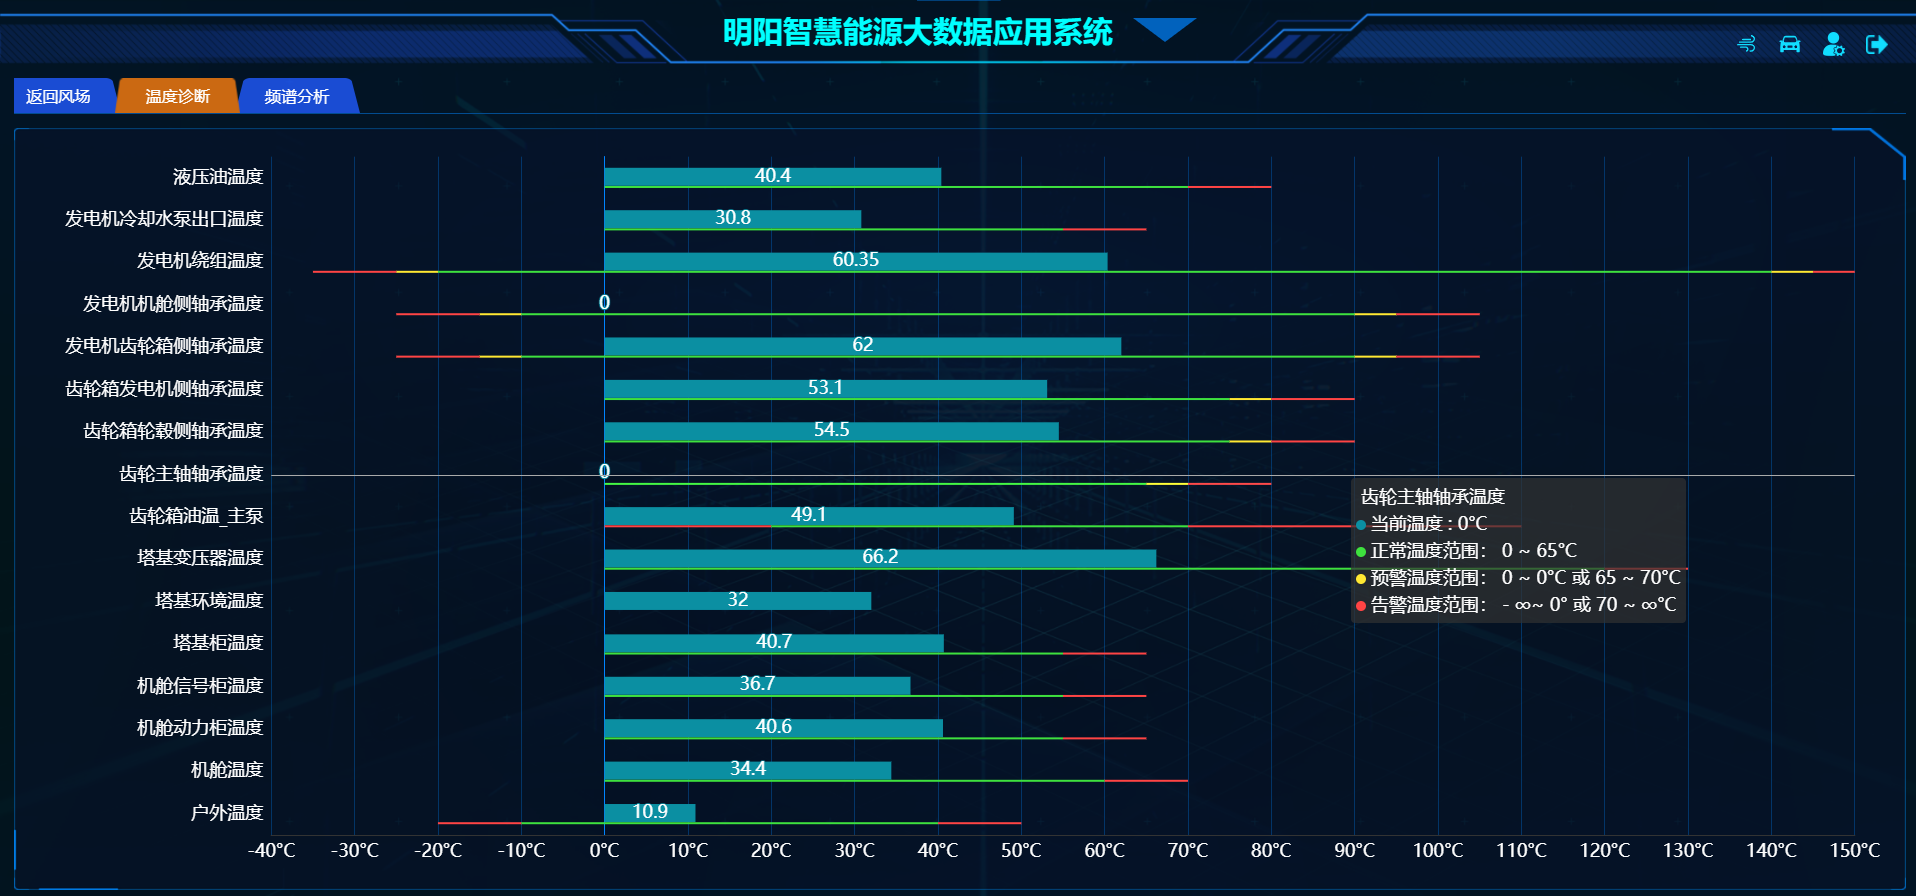 明阳智慧能源大数据应用系统
返回风场 温度诊断 频谱分析
液压油温度 40.4
发电机冷却水泵出口温度 30.8
发电机绕组温度 60.35
发电机机舱侧轴承温度 0
发电机齿轮箱侧轴承温度 62
齿轮箱发电机侧轴承温度 53.1
齿轮箱轮毂侧轴承温度 54.5
齿轮主轴轴承温度 0
齿轮箱油温_主泵 49.1
塔基变压器温度 66.2
塔基环境温度 32
塔基柜温度 40.7
机舱信号柜温度 36.7
机舱动力柜温度 40.6
机舱温度 34.4
户外温度 10.9
齿轮主轴轴承温度
当前温度 : 0°C
正常温度范围： 0 ~ 65°C
预警温度范围： 0 ~ 0°C 或 65 ~ 70°C
告警温度范围： - ∞~ 0° 或 70 ~ ∞°C
-40°C -30°C -20°C -10°C 0°C 10°C 20°C 30°C 40°C 50°C 60°C 70°C 80°C 90°C 100°C 110°C 120°C 130°C 140°C 150°C